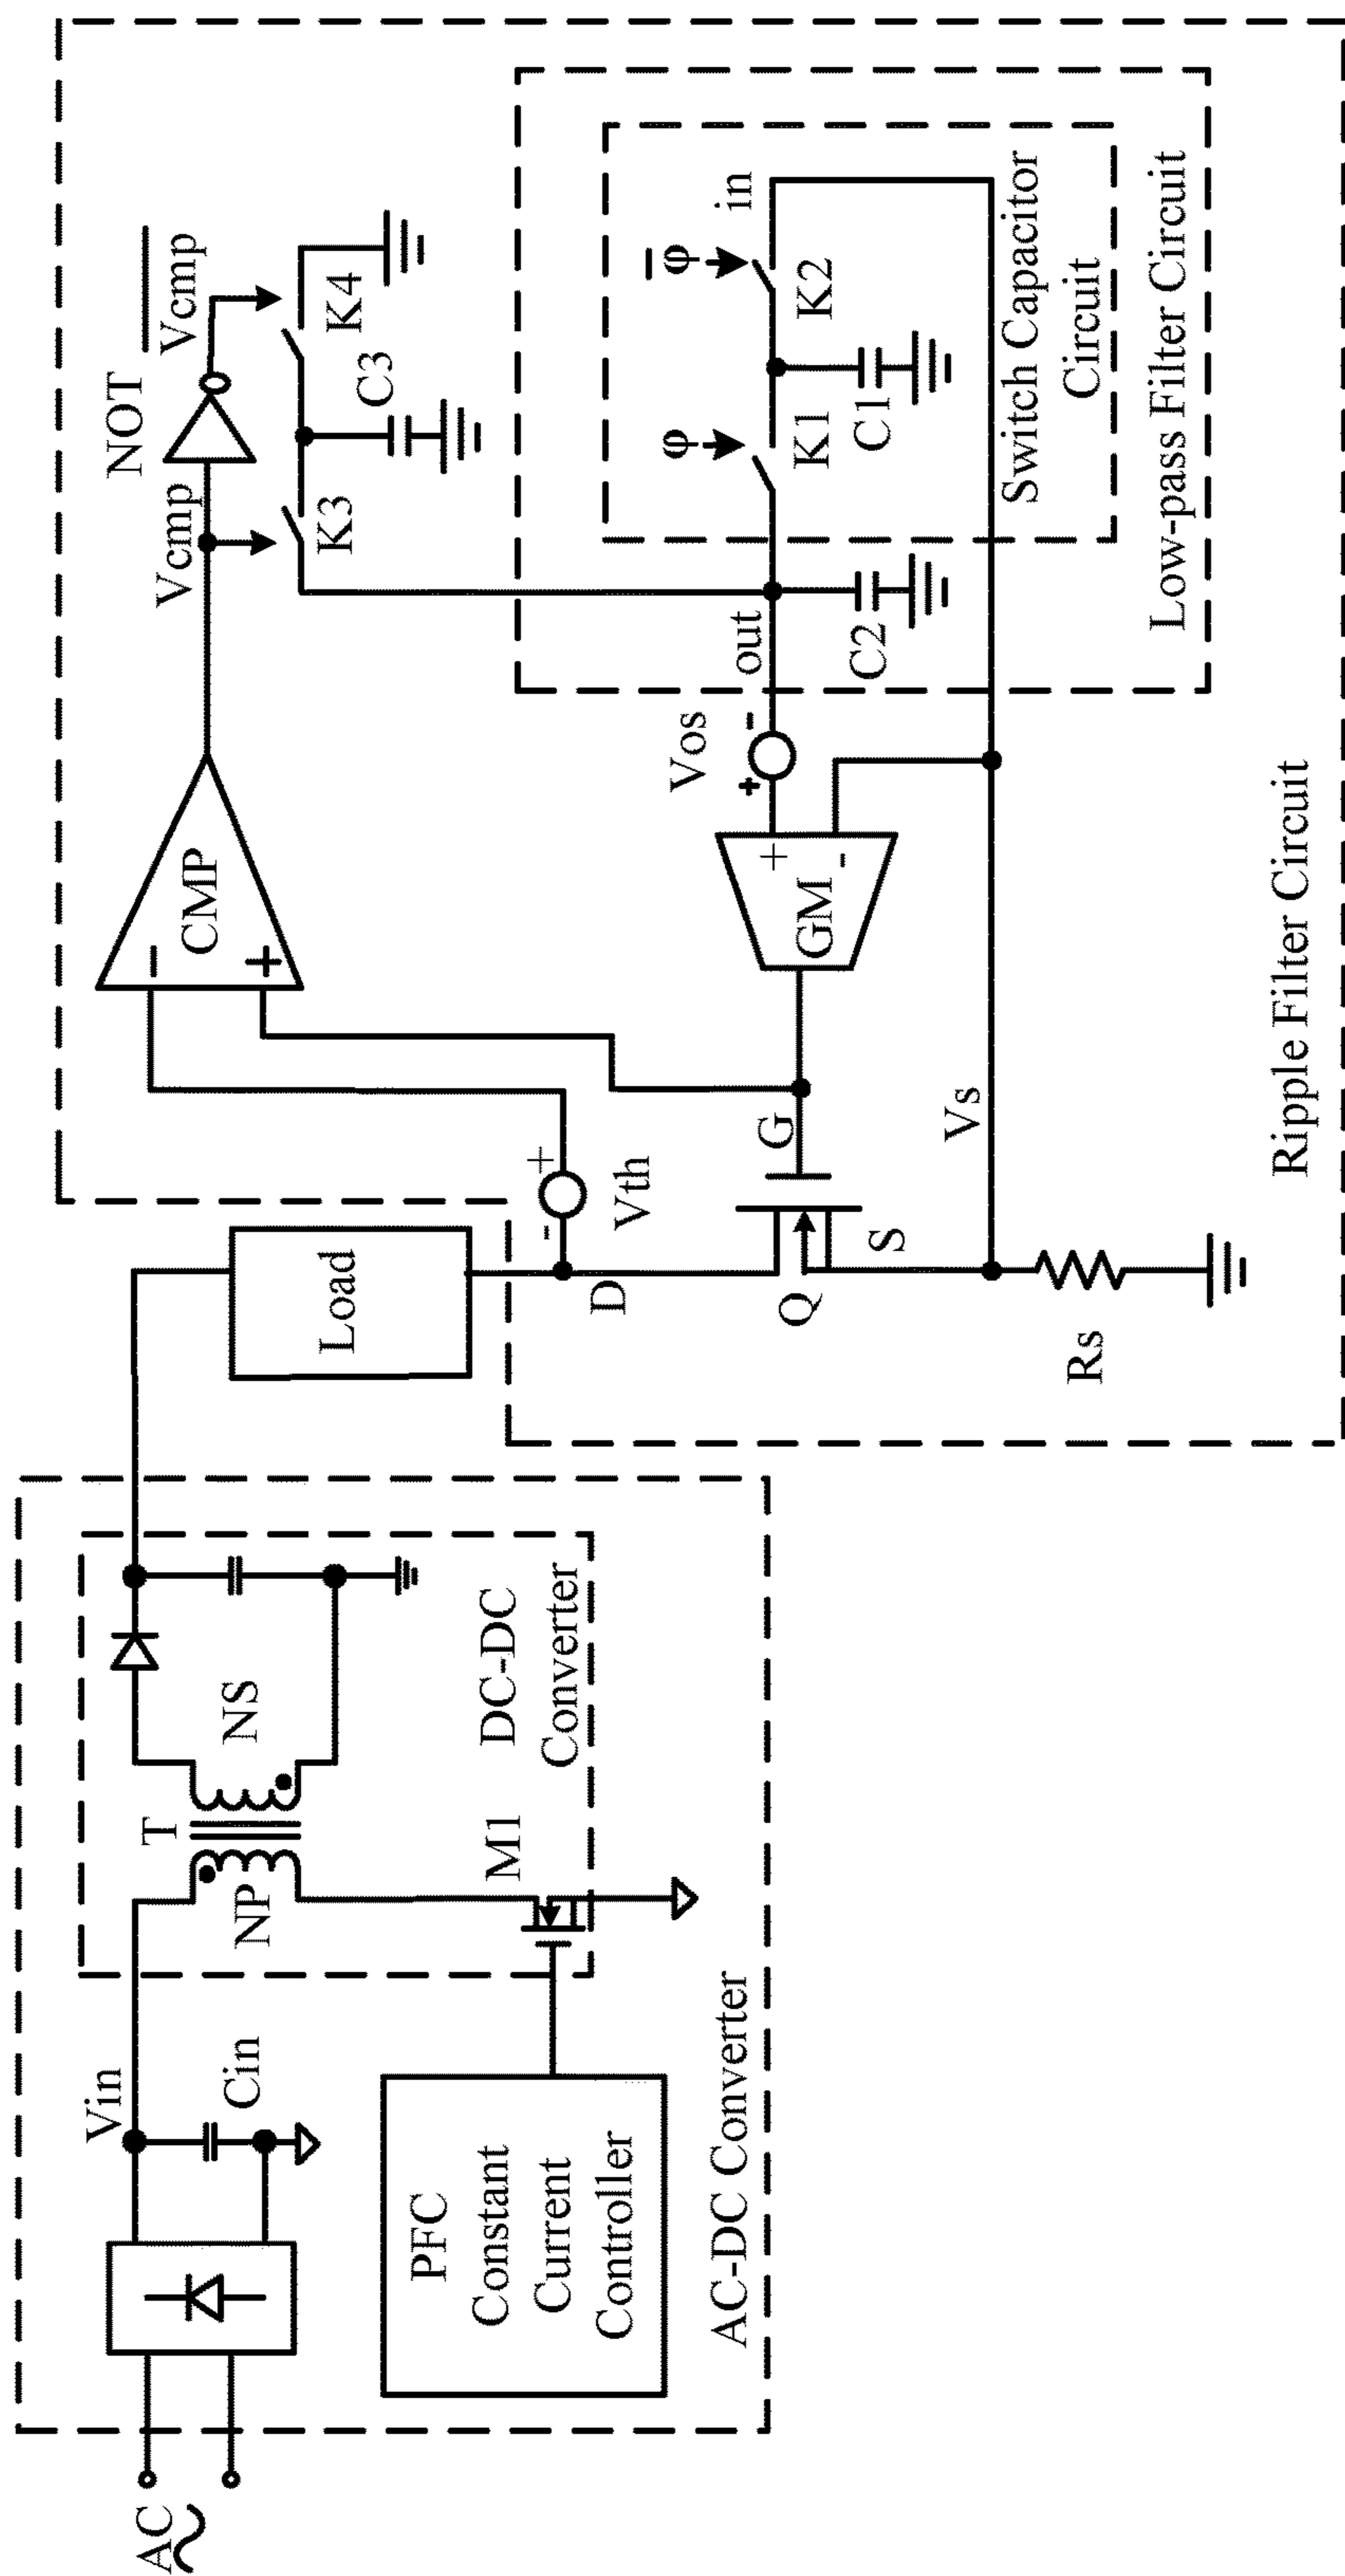 AC
Vin
Cin
PFC
Constant
Current
Controller
AC-DC Converter
T
NP
NS
M1
DC-DC
Converter
Load
- +
Vth
D
G
Q
S
Vs
Rs
−
+
CMP
Vcmp
NOT
V̅c̅m̅p̅
K3
C3
K4
GM
+
-
Vos
+ -
out
C2
φ
K1
C1
φ̅
K2
in
Switch Capacitor
Circuit
Low-pass Filter Circuit
Ripple Filter Circuit